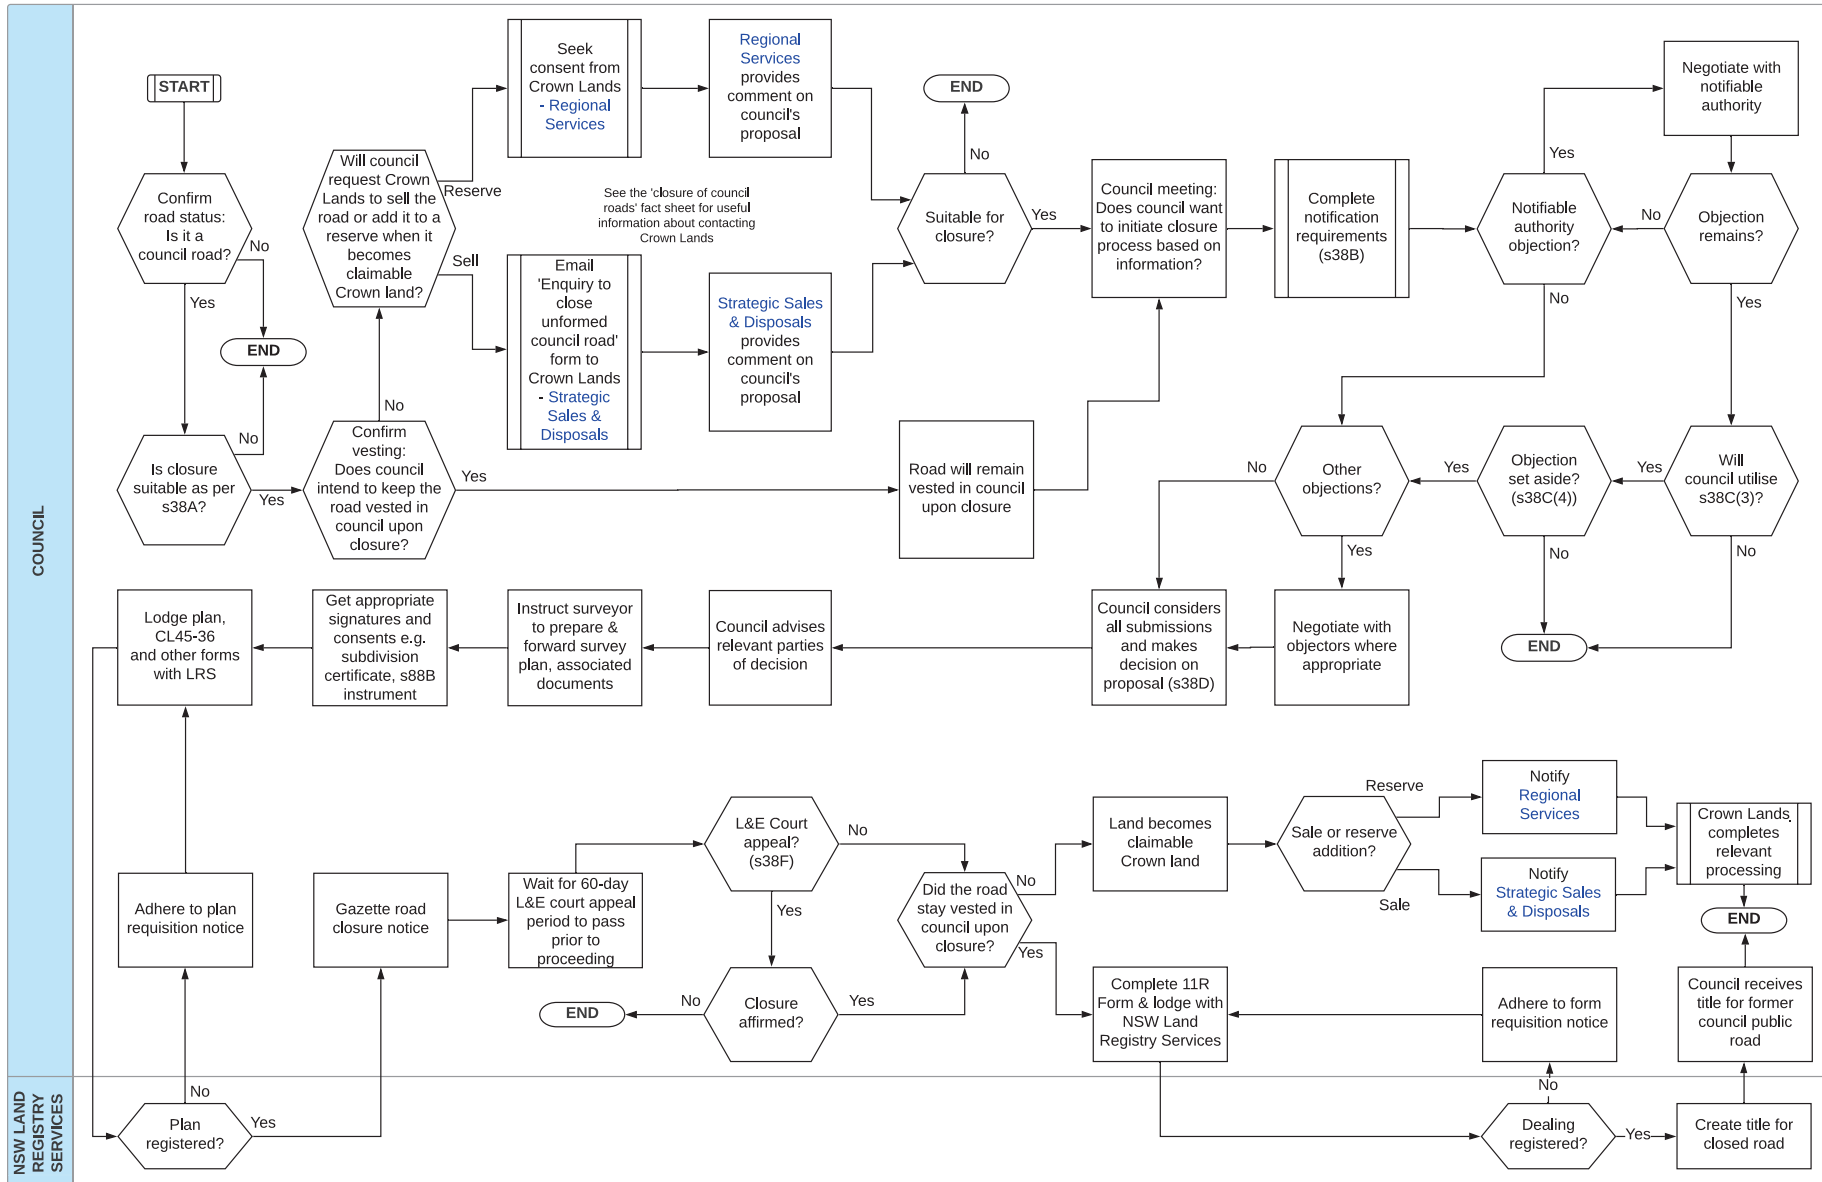 COUNCIL
START
Confirm
road status:
Is it a
council road?
No
Yes
END
No
Is closure
suitable as per
s38A?
Yes
Confirm
vesting:
Does council
intend to keep the
road vested in
council upon
closure?
No
Yes
Will council
request Crown
Lands to sell the
road or add it to a
reserve when it
becomes
claimable
Crown land?
Reserve
Sell
Seek
consent from
Crown Lands
- Regional
Services
Regional
Services
provides
comment on
council's
proposal
See the 'closure of council
roads' fact sheet for useful
information about contacting
Crown Lands
Email
'Enquiry to
close
unformed
council road'
form to
Crown Lands
- Strategic
Sales &
Disposals
Strategic Sales
& Disposals
provides
comment on
council's
proposal
END
No
Suitable for
closure?
Yes
Road will remain
vested in council
upon closure
Council meeting:
Does council want
to initiate closure
process based on
information?
Complete
notification
requirements
(s38B)
Notifiable
authority
objection?
Yes
No
Negotiate with
notifiable
authority
Yes
Objection
remains?
No
Yes
Will
council utilise
s38C(3)?
Yes
No
Objection
set aside?
(s38C(4))
Yes
No
END
Other
objections?
No
Yes
Negotiate with
objectors where
appropriate
Council considers
all submissions
and makes
decision on
proposal (s38D)
Council advises
relevant parties
of decision
Instruct surveyor
to prepare &
forward survey
plan, associated
documents
Get appropriate
signatures and
consents e.g.
subdivision
certificate, s88B
instrument
Lodge plan,
CL45-36
and other forms
with LRS
Adhere to plan
requisition notice
Gazette road
closure notice
Wait for 60-day
L&E court appeal
period to pass
prior to
proceeding
L&E Court
appeal?
(s38F)
No
Yes
Closure
affirmed?
No
Yes
END
Did the road
stay vested in
council upon
closure?
No
Yes
Land becomes
claimable
Crown land
Sale or reserve
addition?
Reserve
Sale
Notify
Regional
Services
Notify
Strategic Sales
& Disposals
Crown Lands
completes
relevant
processing
END
Complete 11R
Form & lodge with
NSW Land
Registry Services
Adhere to form
requisition notice
Council receives
title for former
council public
road
NSW LAND
REGISTRY
SERVICES
Plan
registered?
No
Yes
Dealing
registered?
No
Yes
Create title for
closed road